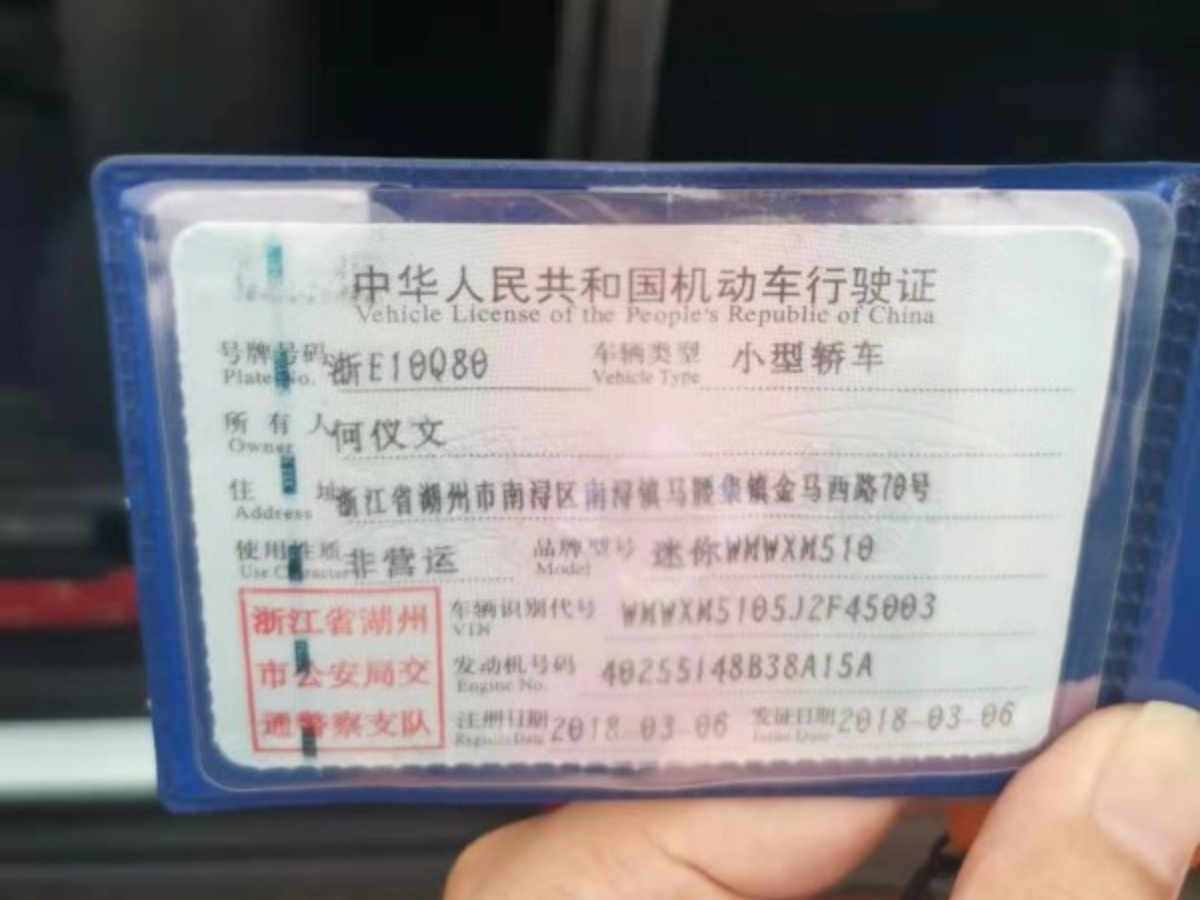 中华人民共和国机动车行驶证
Vehicle License of the People's Republic of China
号牌号码 浙E10Q80 车辆类型 小型轿车
Plate No. Vehicle Type
所有人 何仪文
Owner
住址 浙江省湖州市南浔区南浔镇马腰集镇金马西路70号
Address
使用性质 非营运 品牌型号 迷你WMWXM510
Use Character Model
浙江省湖州 车辆识别代号 WMWXM5105J2F45003
VIN
市公安局交 发动机号码 40255148B38A15A
Engine No.
通警察支队 注册日期 2018-03-06 发证日期 2018-03-06
Register Date Issue Date